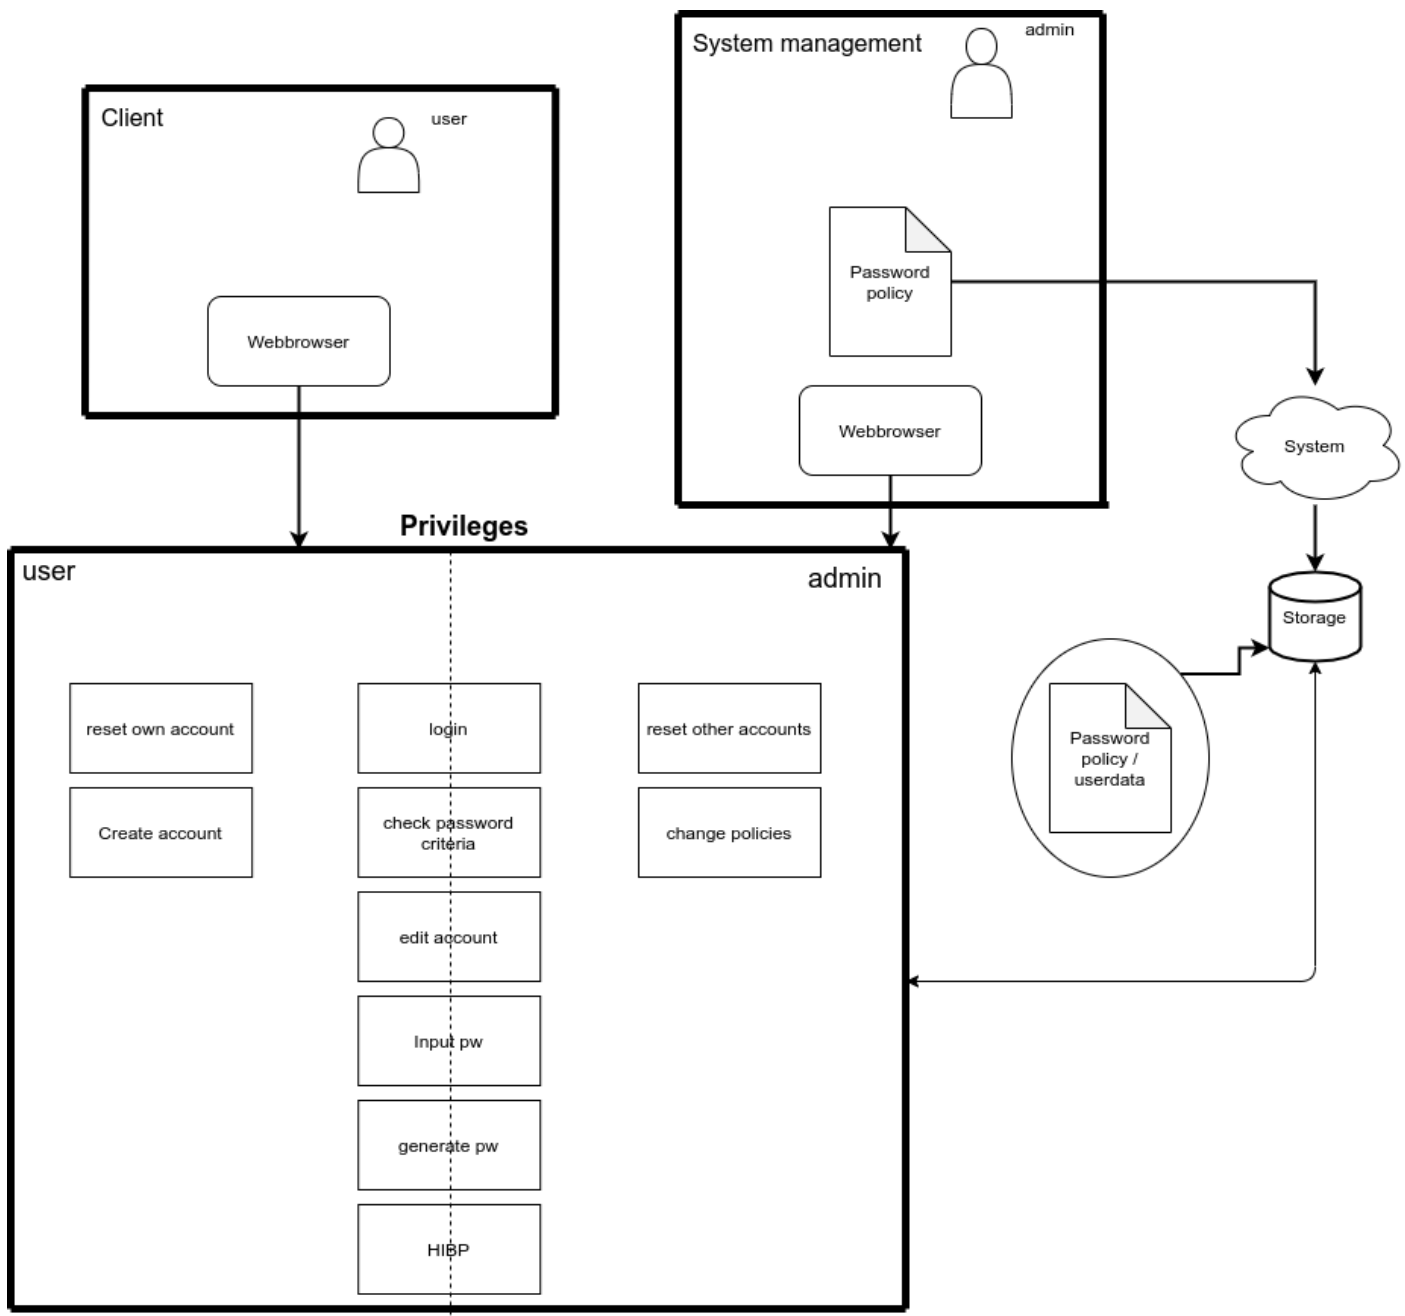 System management
admin
Client
user
Password
policy
Webbrowser
Webbrowser
System
Privileges
user
admin
Storage
reset own account
login
reset other accounts
Password
policy /
userdata
Create account
check password
criteria
change policies
edit account
Input pw
generate pw
HIBP